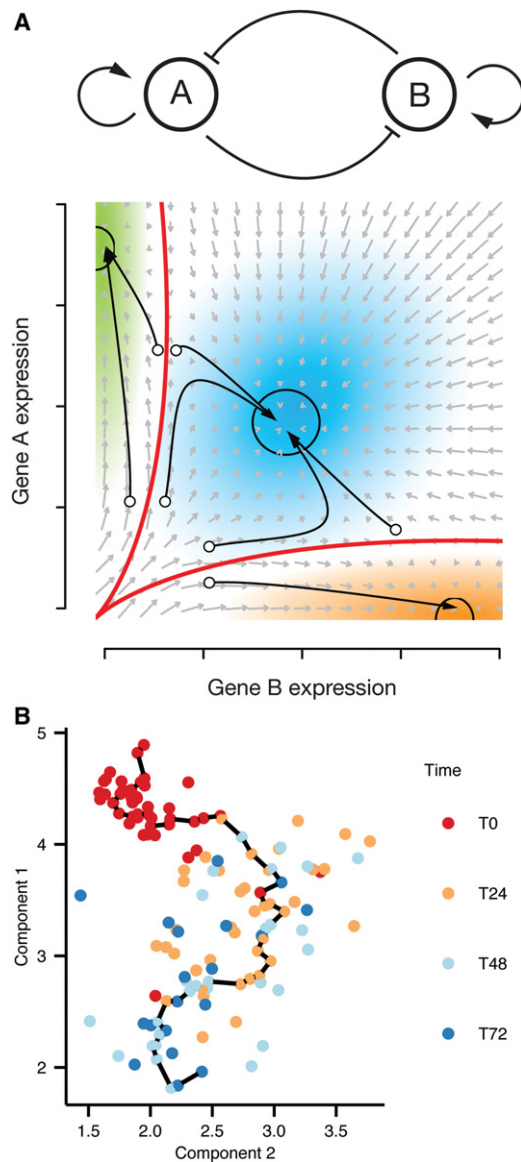 A
A
B
Gene A expression
Gene B expression
B
5
4
3
2
Component 1
1.5 2.0 2.5 3.0 3.5
Component 2
Time
T0
T24
T48
T72